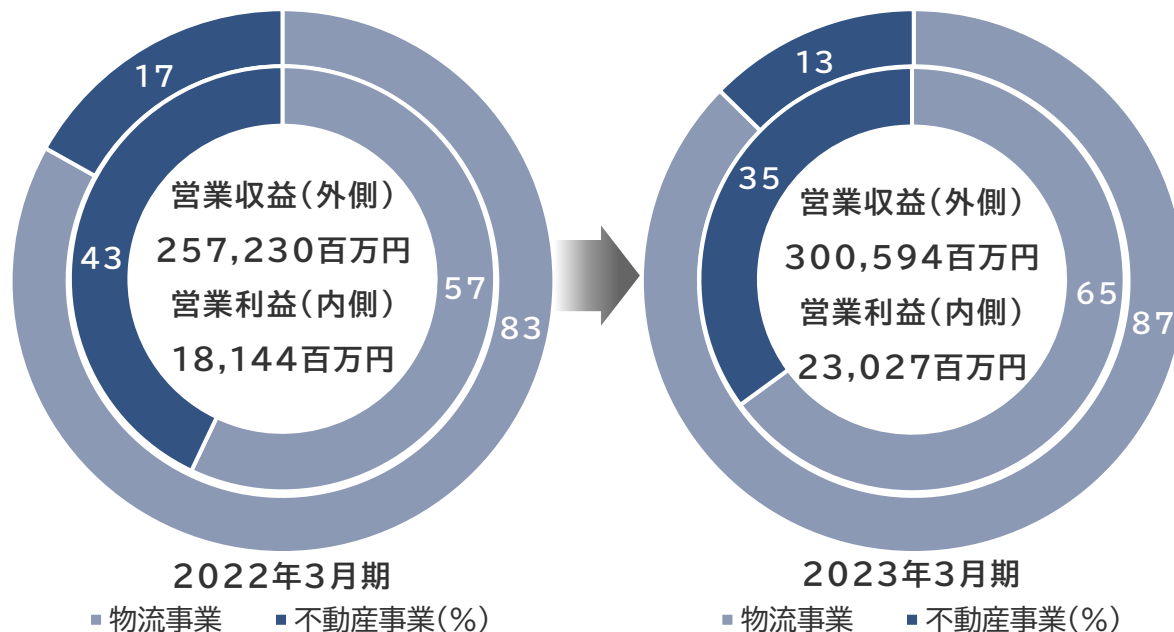 17
43
57
83
営業収益(外側)
257,230百万円
営業利益(内側)
18,144百万円
2022年3月期
■物流事業 ■不動産事業(%)
13
35
65
87
営業収益(外側)
300,594百万円
営業利益(内側)
23,027百万円
2023年3月期
■物流事業 ■不動産事業(%)